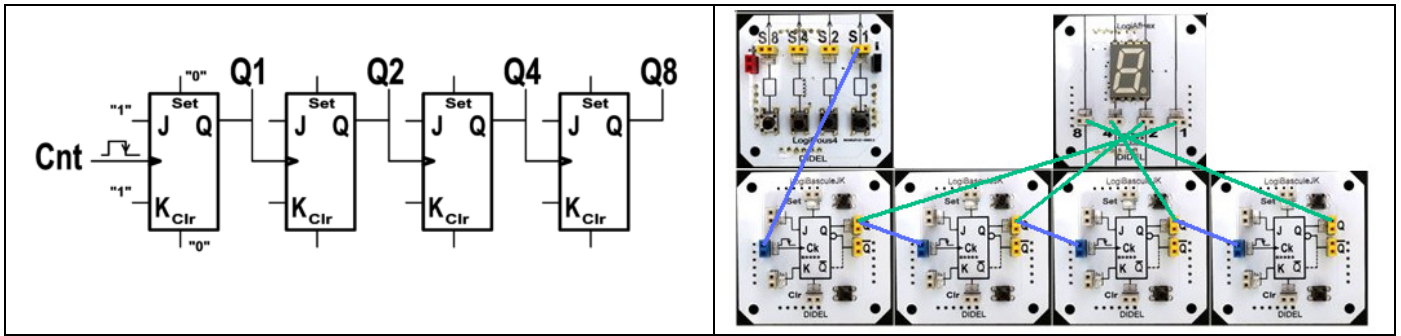 Q1 Q2 Q4 Q8
"0"
Set Set Set Set
"1"
J Q J Q J Q J Q
Cnt
"1"
K K K K
Clr Clr Clr Clr
"0"
S8 S4 S2 S1
DIDEL
8 4 2 1
DIDEL
LogiBasculeJK LogiBasculeJK LogiBasculeJK LogiBasculeJK
Set Set Set Set
J Q Q J Q Q J Q Q J Q Q
Ck Q Ck Q Ck Q Ck Q
K Q K Q K Q K Q
Clr Clr Clr Clr
DIDEL DIDEL DIDEL DIDEL